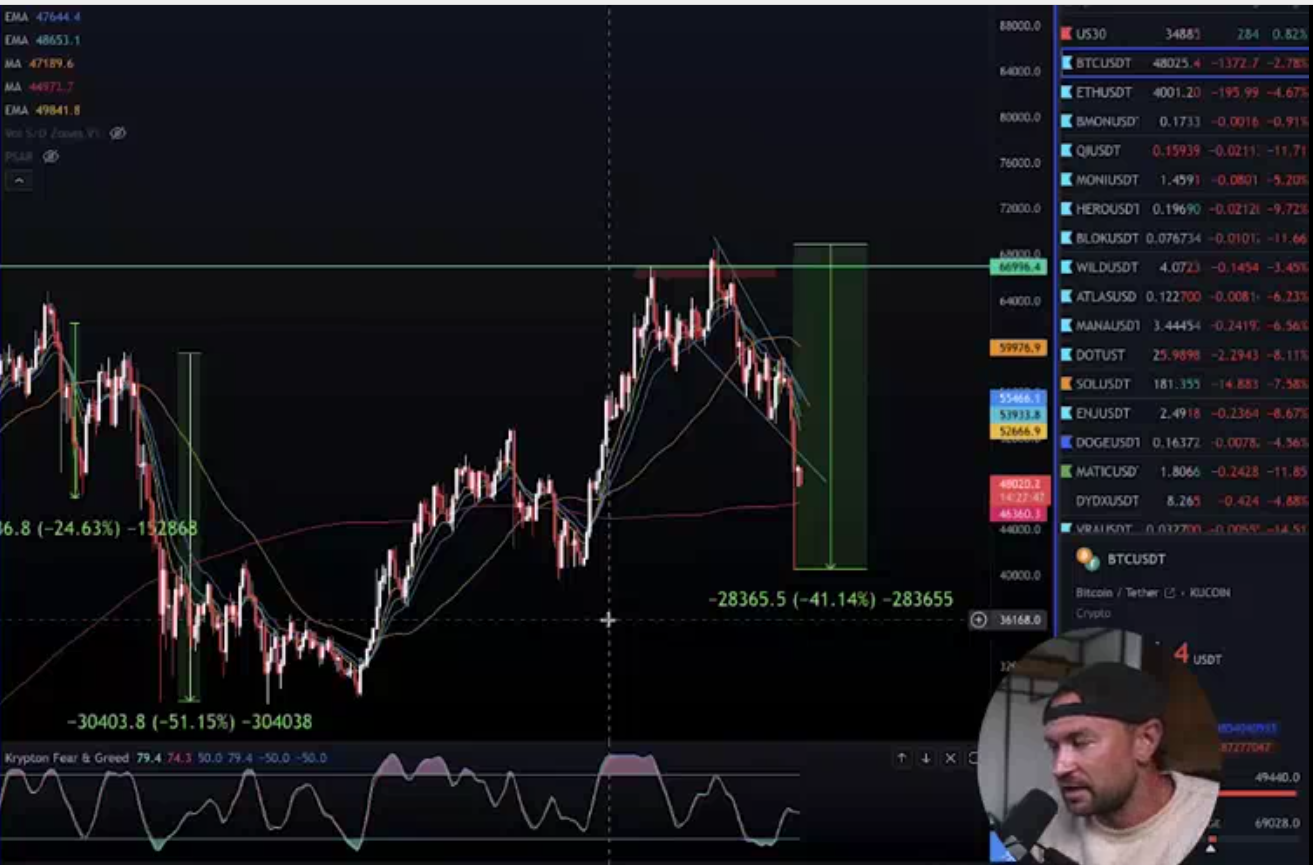 EMA 47644.4
EMA 48653.1
MA 47189.6
MA 44971.7
EMA 49841.8
Vol S/D Zones V1
PSAR
46.8 (-24.63%) -152868
-30403.8 (-51.15%) -304038
-28365.5 (-41.14%) -283655
Krypton Fear & Greed 79.4 74.3 50.0 79.4 -50.0 -50.0
88000.0
84000.0
80000.0
76000.0
72000.0
68000.0
66996.4
64000.0
59976.9
55466.1
53933.8
52666.9
48020.2
14:27:47
46360.3
44000.0
40000.0
36168.0
US30 34885 284 0.82%
BTCUSDT 48025.4 -1372.7 -2.78%
ETHUSDT 4001.20 -195.99 -4.67%
BMONUSD 0.1733 -0.0016 -0.91%
QIUSDT 0.15939 -0.0211 -11.71
MONIUSDT 1.4591 -0.0801 -5.20%
HEROUSDT 0.19690 -0.0212 -9.72%
BLOKUSDT 0.076734 -0.0101 -11.66
WILDUSDT 4.0723 -0.1454 -3.45%
ATLASUSD 0.122700 -0.0081 -6.23%
MANAUSDT 3.44454 -0.2419 -6.56%
DOTUST 25.9898 -2.2943 -8.11%
SOLUSDT 181.355 -14.883 -7.58%
ENJUSDT 2.4918 -0.2364 -8.67%
DOGEUSDT 0.16372 -0.0078 -4.56%
MATICUSD 1.8066 -0.2428 -11.85
DYDXUSDT 8.265 -0.424 -4.88%
VRAUSDT 0.032700
BTCUSDT
Bitcoin / Tether • KUCOIN
Crypto
4 USDT
87277047
49440.0
69028.0